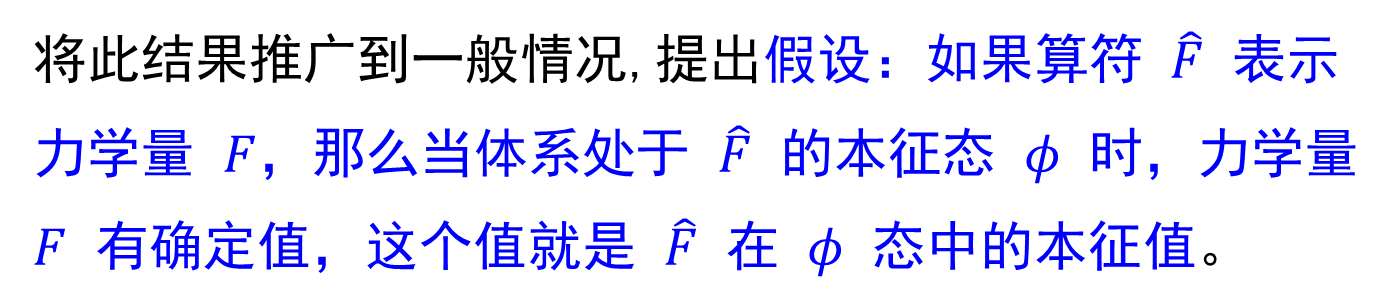 将此结果推广到一般情况, 提出假设：如果算符 F̂ 表示
力学量 F，那么当体系处于 F̂ 的本征态 ϕ 时，力学量
F 有确定值，这个值就是 F̂ 在 ϕ 态中的本征值。